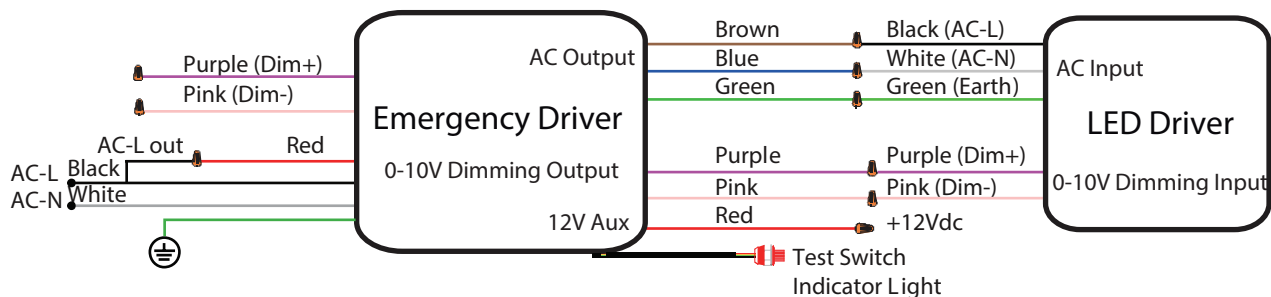 Purple (Dim+)
Pink (Dim-)
AC-L out
Red
AC-L
Black
AC-N
White
Emergency Driver
AC Output
0-10V Dimming Output
12V Aux
Brown
Black (AC-L)
Blue
White (AC-N)
Green
Green (Earth)
Purple
Purple (Dim+)
Pink
Pink (Dim-)
Red
+12Vdc
Test Switch
Indicator Light
AC Input
LED Driver
0-10V Dimming Input